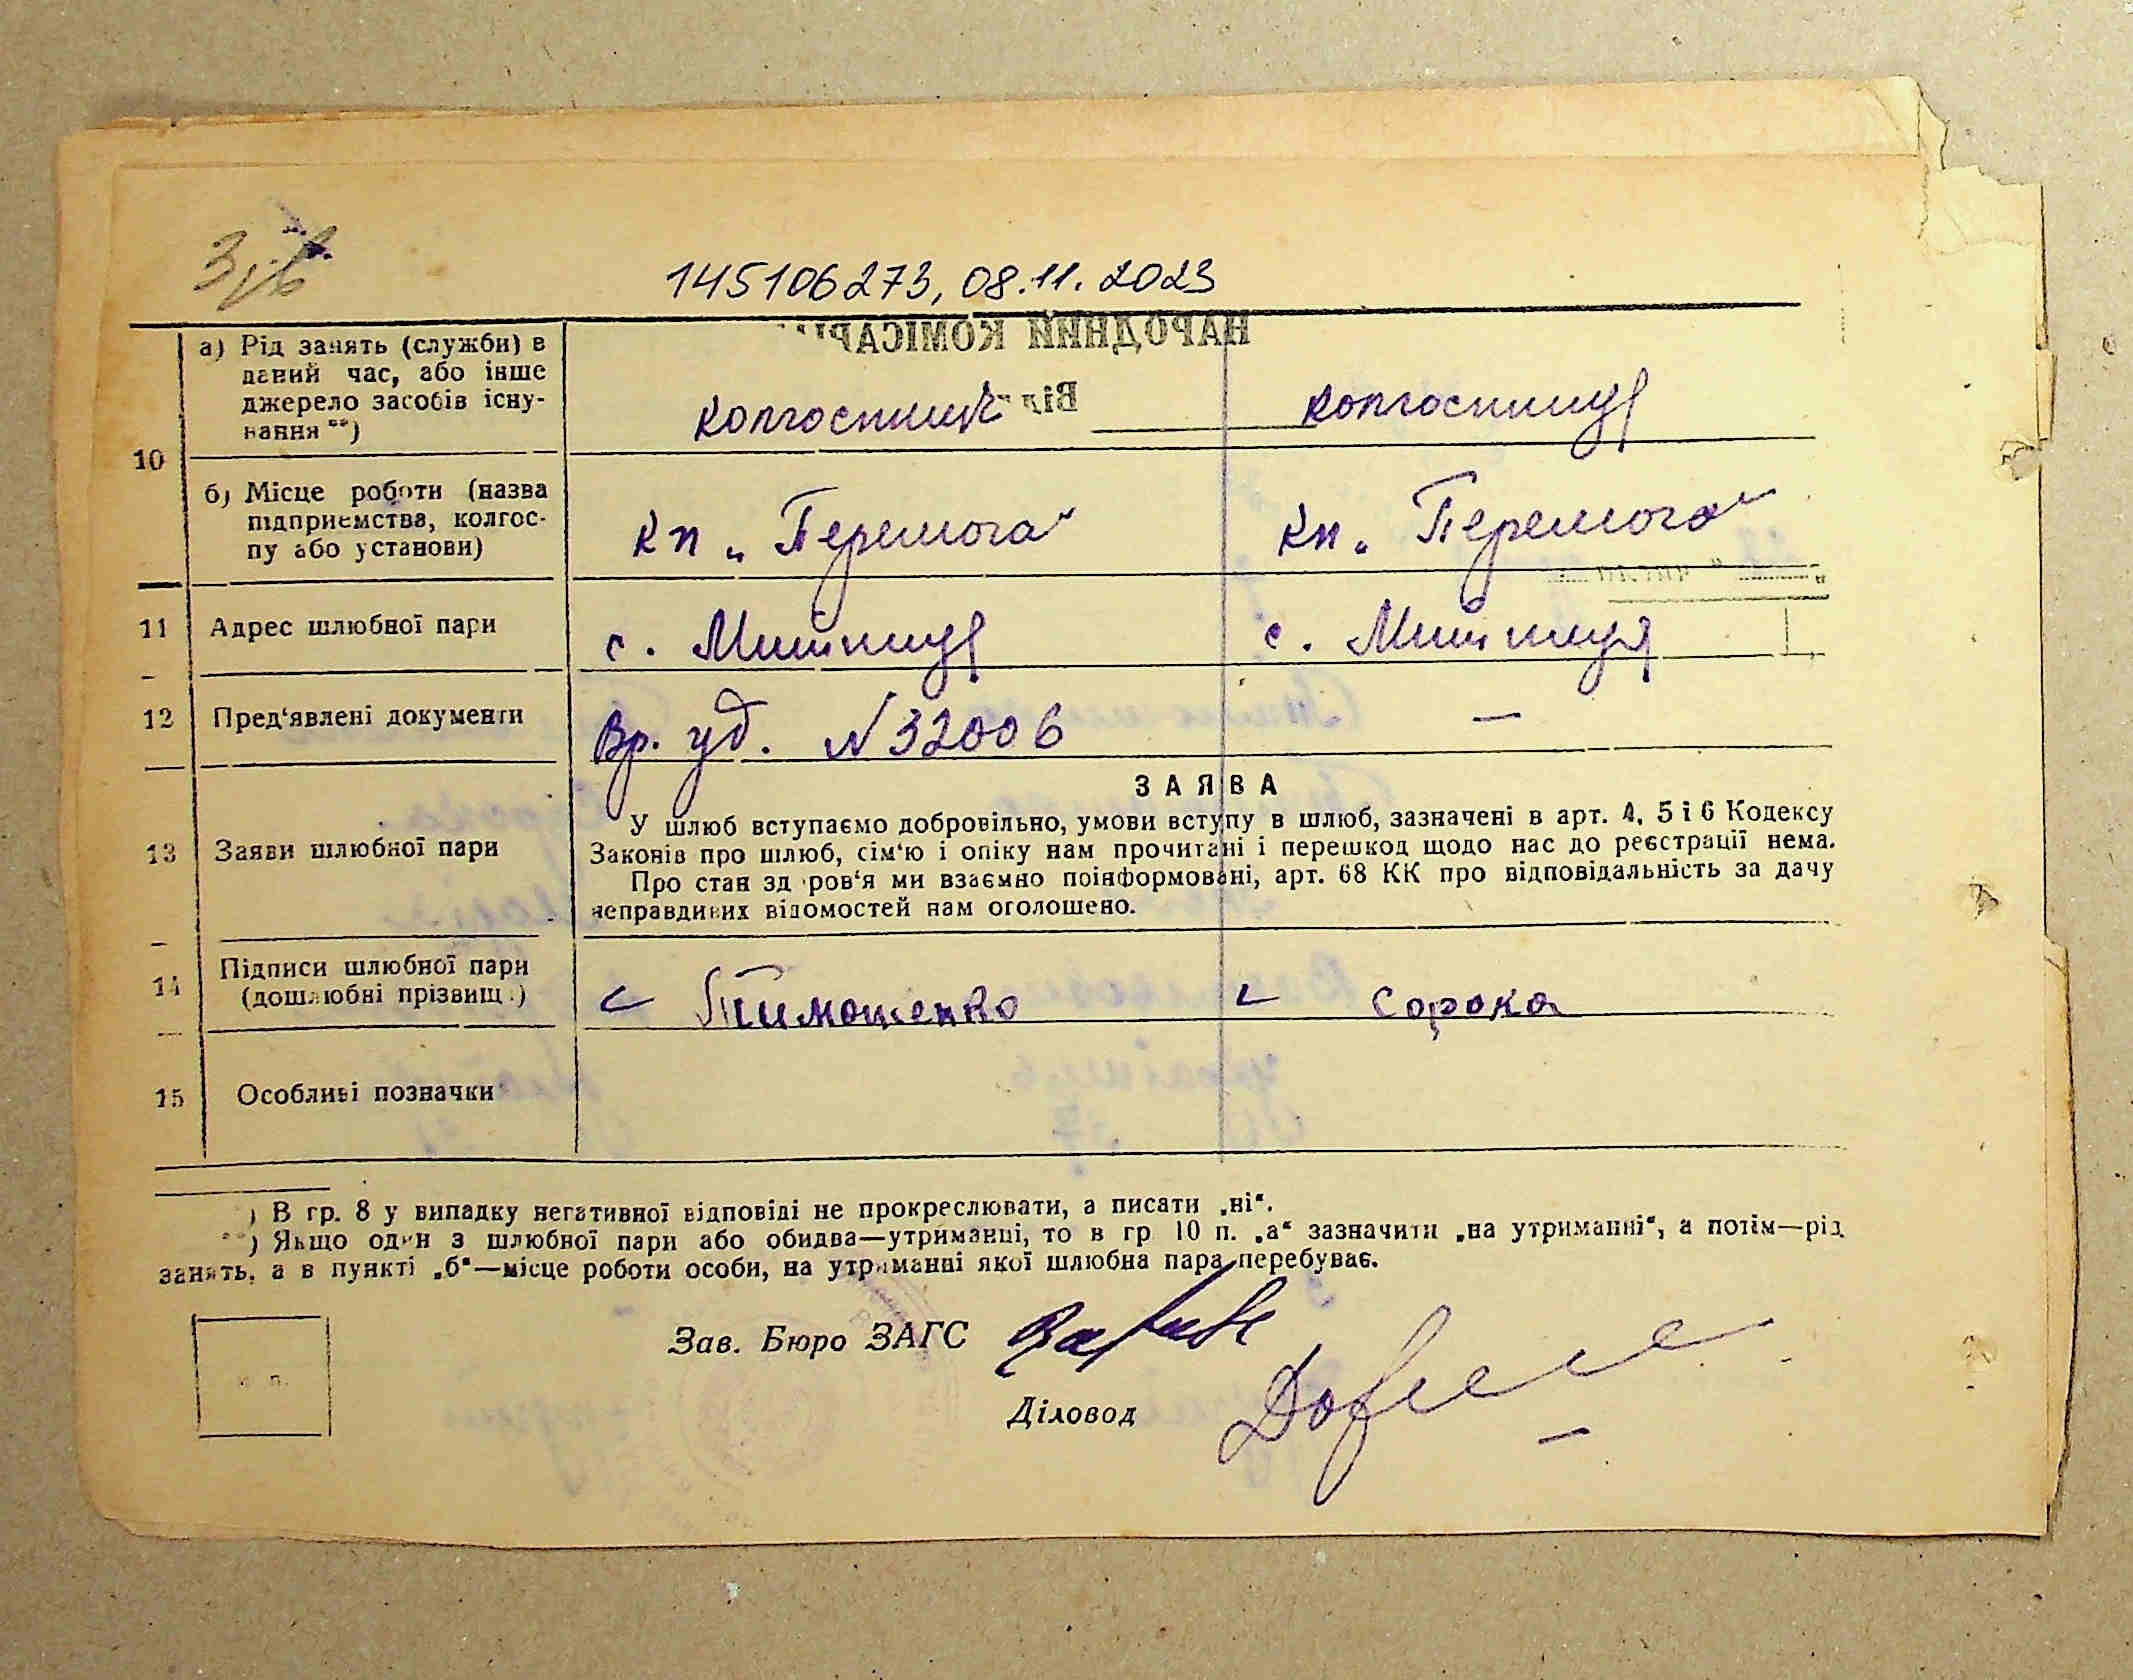 Зів
145106273, 08.11.2023
10
а) Рід занять (служби) в
даний час, або інше
джерело засобів існу-
вання **)
колгоспник
колгоспниця
б) Місце роботи (назва
підприємства, колгос-
пу або установи)
кп „Перемога“
кп „Перемога“
11
Адрес шлюбної пари
с. Митниця
с. Митниця
12
Пред'явлені документи
Вр. уд. №32006
—
13
Заяви шлюбної пари
ЗАЯВА
У шлюб вступаємо добровільно, умови вступу в шлюб, зазначені в арт. 4, 5 і 6 Кодексу
Законів про шлюб, сім'ю і опіку нам прочитані і перешкод щодо нас до реєстрації нема.
Про стан здоров'я ми взаємно поінформовані, арт. 68 КК про відповідальність за дачу
неправдивих відомостей нам оголошено.
14
Підписи шлюбної пари
(дошлюбні прізвища)
Тимошенко
Сорока
15
Особливі позначки
*) В гр. 8 у випадку негативної відповіді не прокреслювати, а писати „ні“.
**) Якщо один з шлюбної пари або обидва—утриманці, то в гр 10 п. „а“ зазначити „на утриманні“, а потім—рід
занять, а в пункті „б“—місце роботи особи, на утриманні якої шлюбна пара перебуває.
Зав. Бюро ЗАГС
Діловод
м. п.